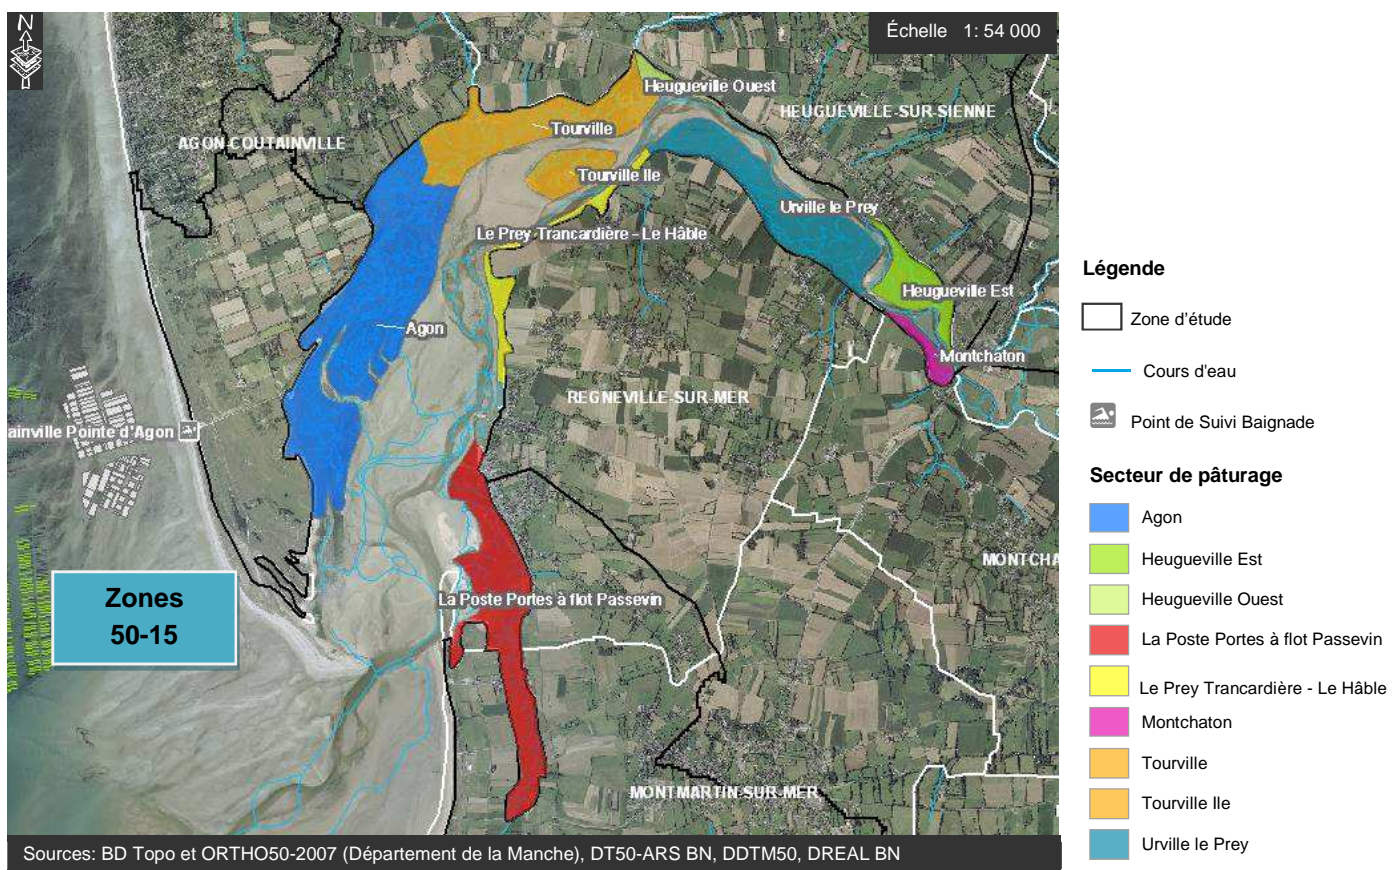 N
Échelle 1: 54 000
Heugueville Ouest
HEUGUEVILLE-SUR-SIENNE
Tourville
AGON-COUTAINVILLE
Tourville Ile
Urville le Prey
Le Prey Trancardière - Le Hâble
Heugueville Est
Agon
Montchaton
REGNEVILLE-SUR-MER
ainville Pointe d'Agon
MONTCHA
Zones
50-15
La Poste Portes à flot Passevin
MONTMARTIN-SUR-MER
Sources: BD Topo et ORTHO50-2007 (Département de la Manche), DT50-ARS BN, DDTM50, DREAL BN
Légende
Zone d'étude
Cours d'eau
Point de Suivi Baignade
Secteur de pâturage
Agon
Heugueville Est
Heugueville Ouest
La Poste Portes à flot Passevin
Le Prey Trancardière - Le Hâble
Montchaton
Tourville
Tourville Ile
Urville le Prey